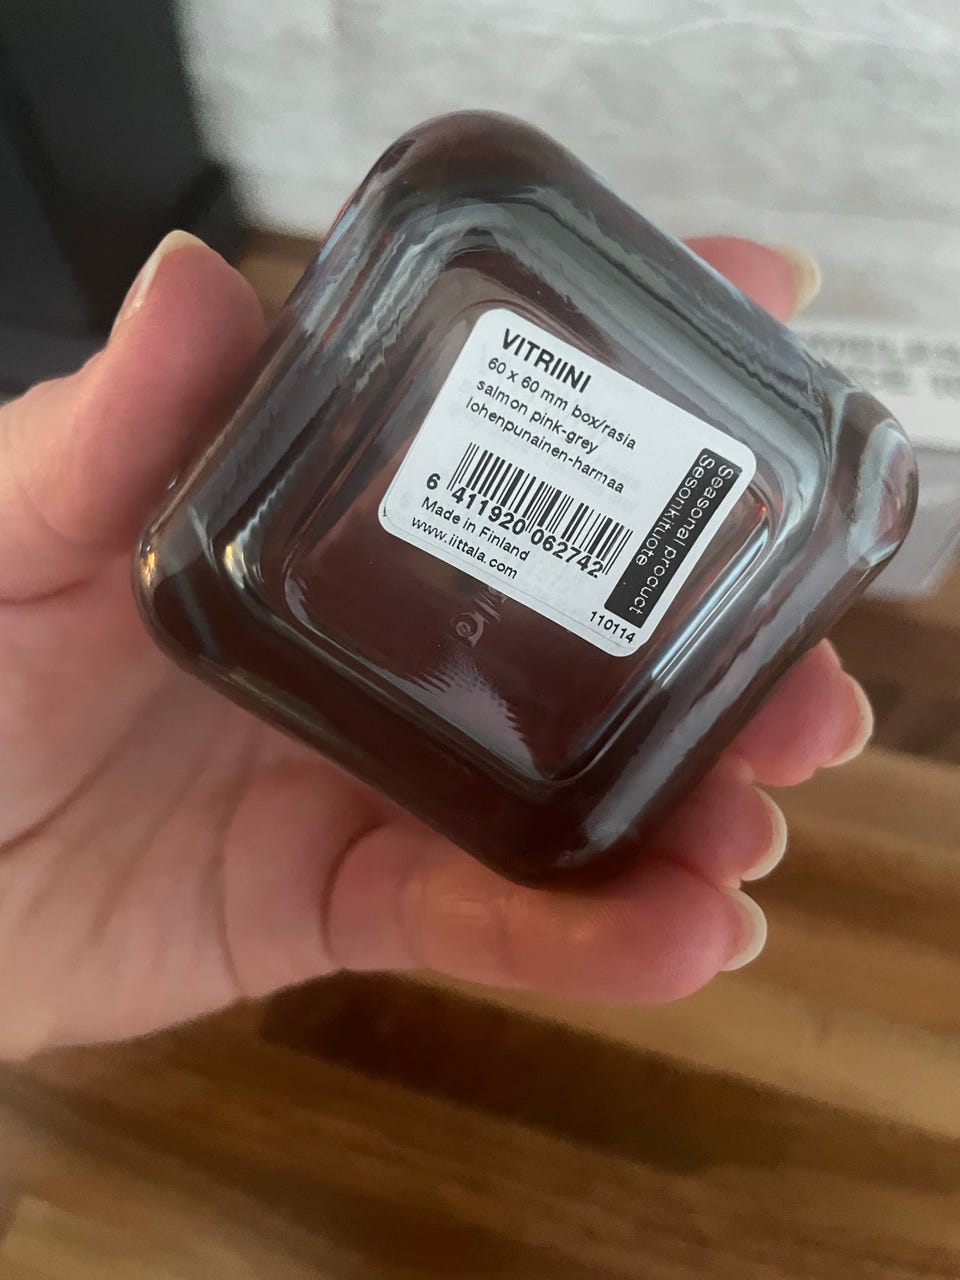 VITRIINI
60 x 60 mm box/rasia
salmon pink-grey
lohenpunainen-harmaa
6 411920 062742
Made in Finland
www.iittala.com
Seasonal product
Sesonkituote
110114